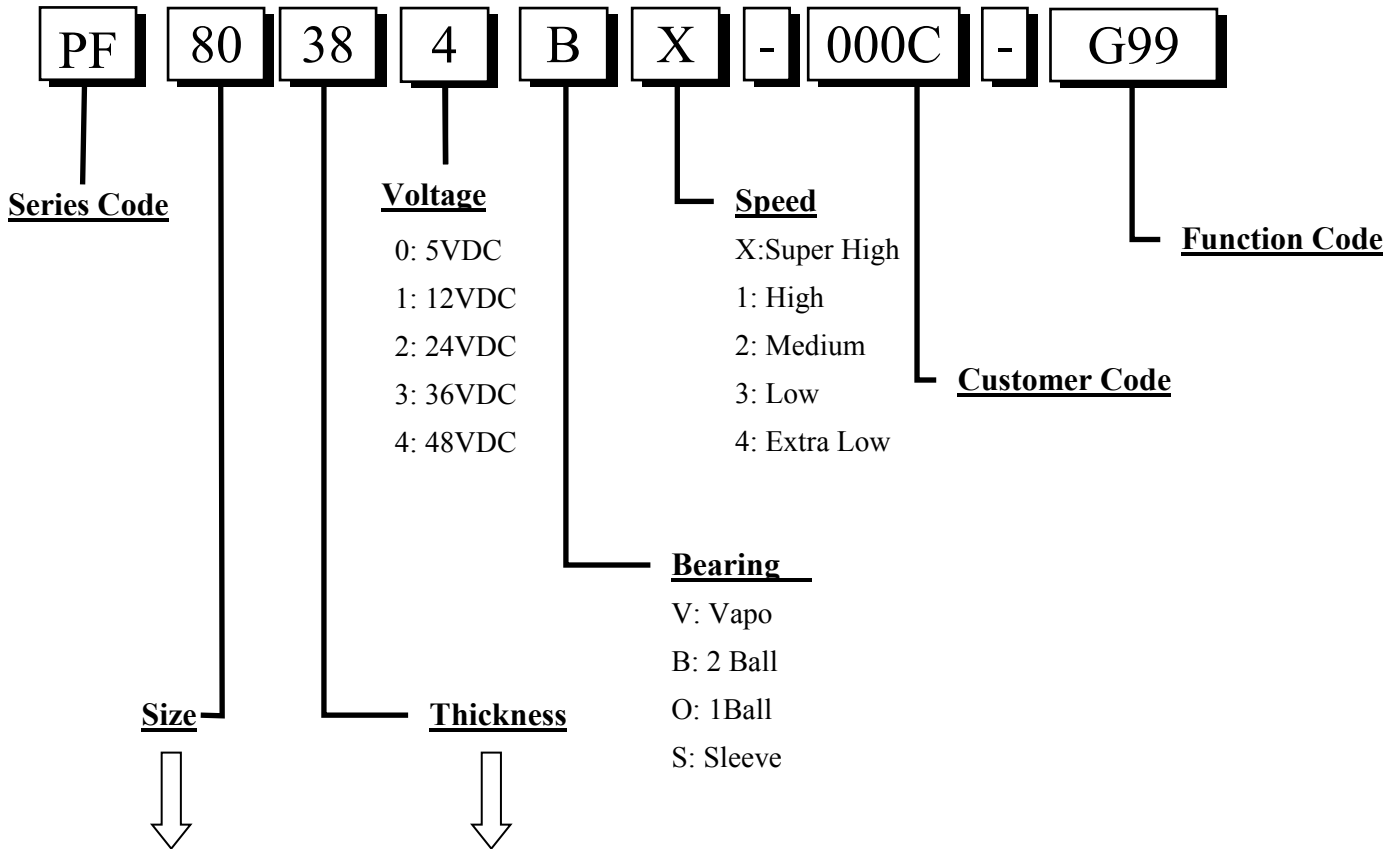 PF 80 38 4 B X - 000C - G99
Series Code
Voltage
0: 5VDC
1: 12VDC
2: 24VDC
3: 36VDC
4: 48VDC
Speed
X:Super High
1: High
2: Medium
3: Low
4: Extra Low
Function Code
Customer Code
Bearing
V: Vapo
B: 2 Ball
O: 1Ball
S: Sleeve
Size
Thickness